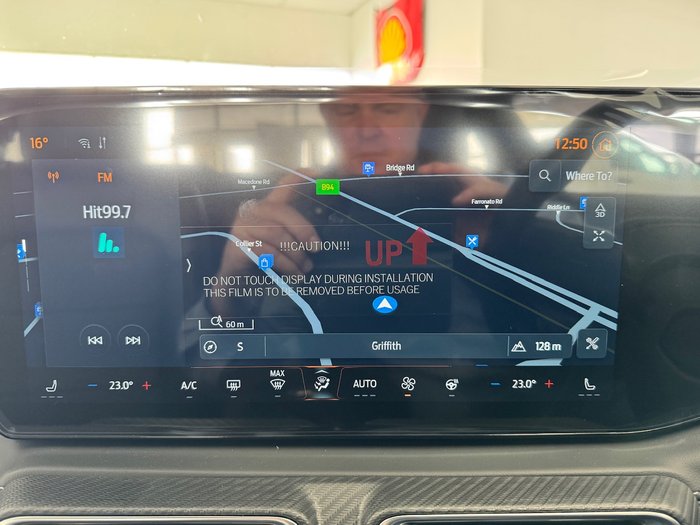 16°
12:50
FM
Hit99.7
Macedone Rd
Bridge Rd
B94
Where To?
Farronato Rd
Riddle Ln
3D
Collier St
!!!CAUTION!!!
UP
DO NOT TOUCH DISPLAY DURING INSTALLATION
THIS FILM IS TO BE REMOVED BEFORE USAGE
60 m
S
Griffith
128 m
23.0°
A/C
MAX
AUTO
23.0°